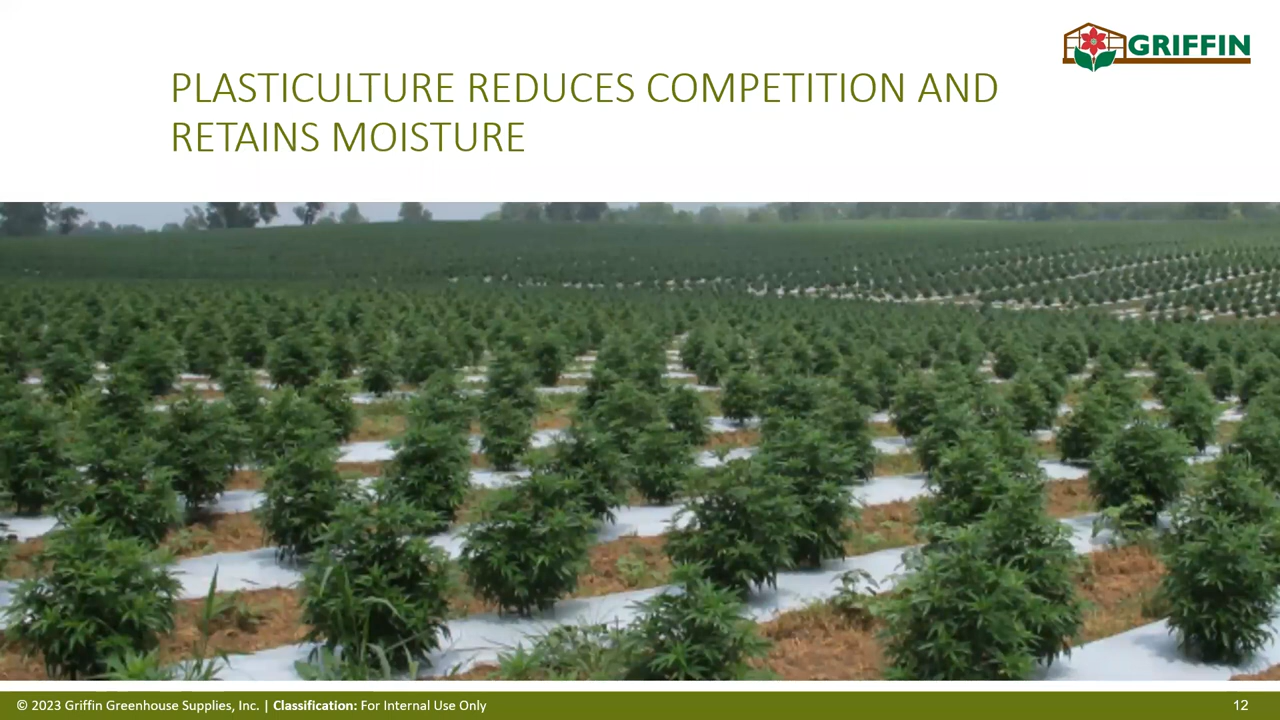 GRIFFIN
PLASTICULTURE REDUCES COMPETITION AND
RETAINS MOISTURE
© 2023 Griffin Greenhouse Supplies, Inc. | Classification: For Internal Use Only
12